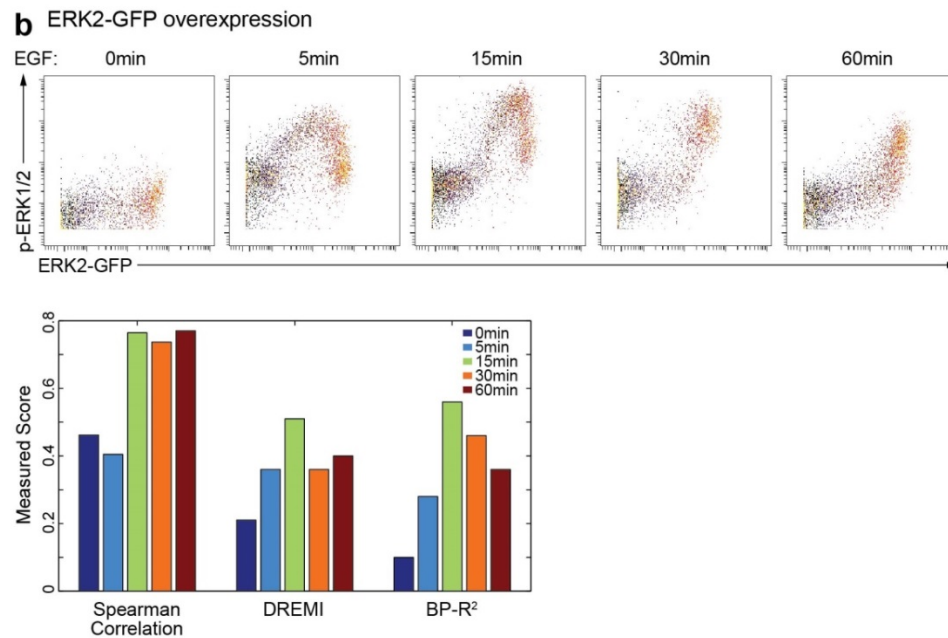 b ERK2-GFP overexpression
EGF: 0min 5min 15min 30min 60min
p-ERK1/2
ERK2-GFP
0.8
0.6
0.4
0.2
0
Measured Score
0min
5min
15min
30min
60min
Spearman
Correlation
DREMI
BP-R²